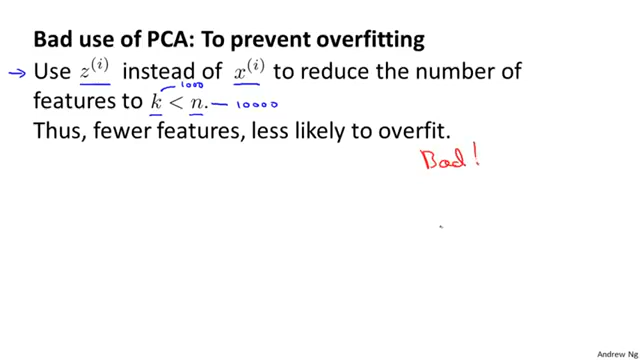 Bad use of PCA: To prevent overfitting
→ Use z^{(i)} instead of x^{(i)} to reduce the number of
1000
features to k < n. — 10000
Thus, fewer features, less likely to overfit.
Bad!
Andrew Ng